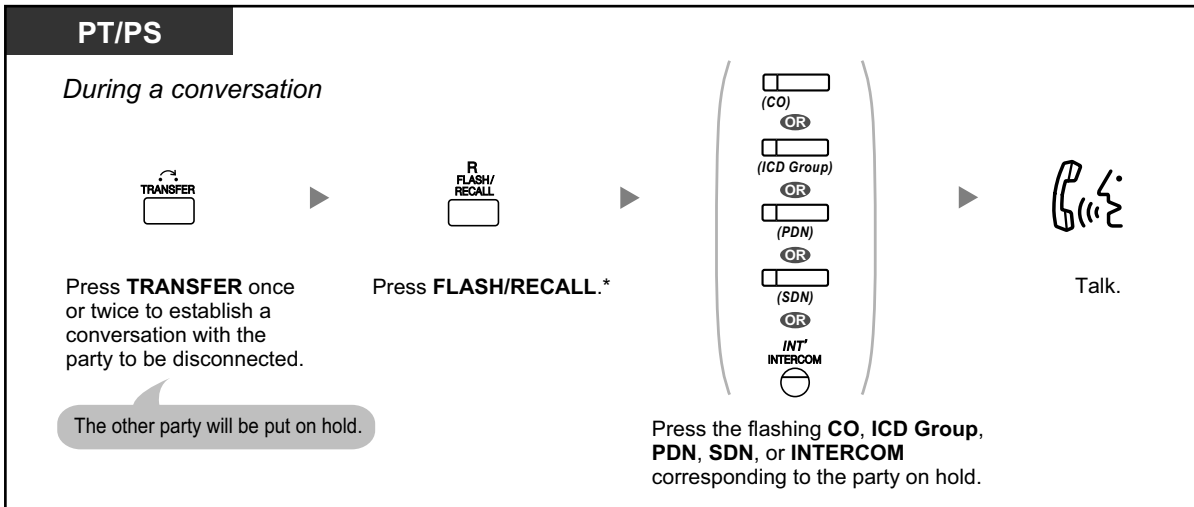 PT/PS
During a conversation
TRANSFER
Press TRANSFER once
or twice to establish a
conversation with the
party to be disconnected.
The other party will be put on hold.
R
FLASH/
RECALL
Press FLASH/RECALL.*
(CO)
OR
(ICD Group)
OR
(PDN)
OR
(SDN)
OR
INT'
INTERCOM
Press the flashing CO, ICD Group,
PDN, SDN, or INTERCOM
corresponding to the party on hold.
Talk.